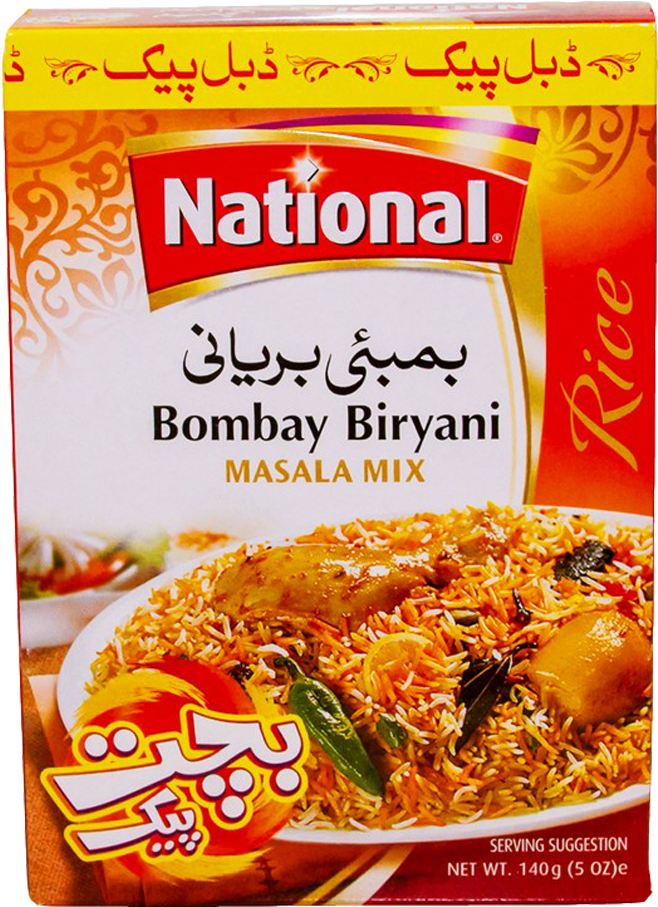 National
ڈبل پیک ڈبل پیک ڈ
National®
بمبئی بریانی
Bombay Biryani
MASALA MIX
Rice
بچت
پیک
SERVING SUGGESTION
NET WT. 140g (5 OZ)e